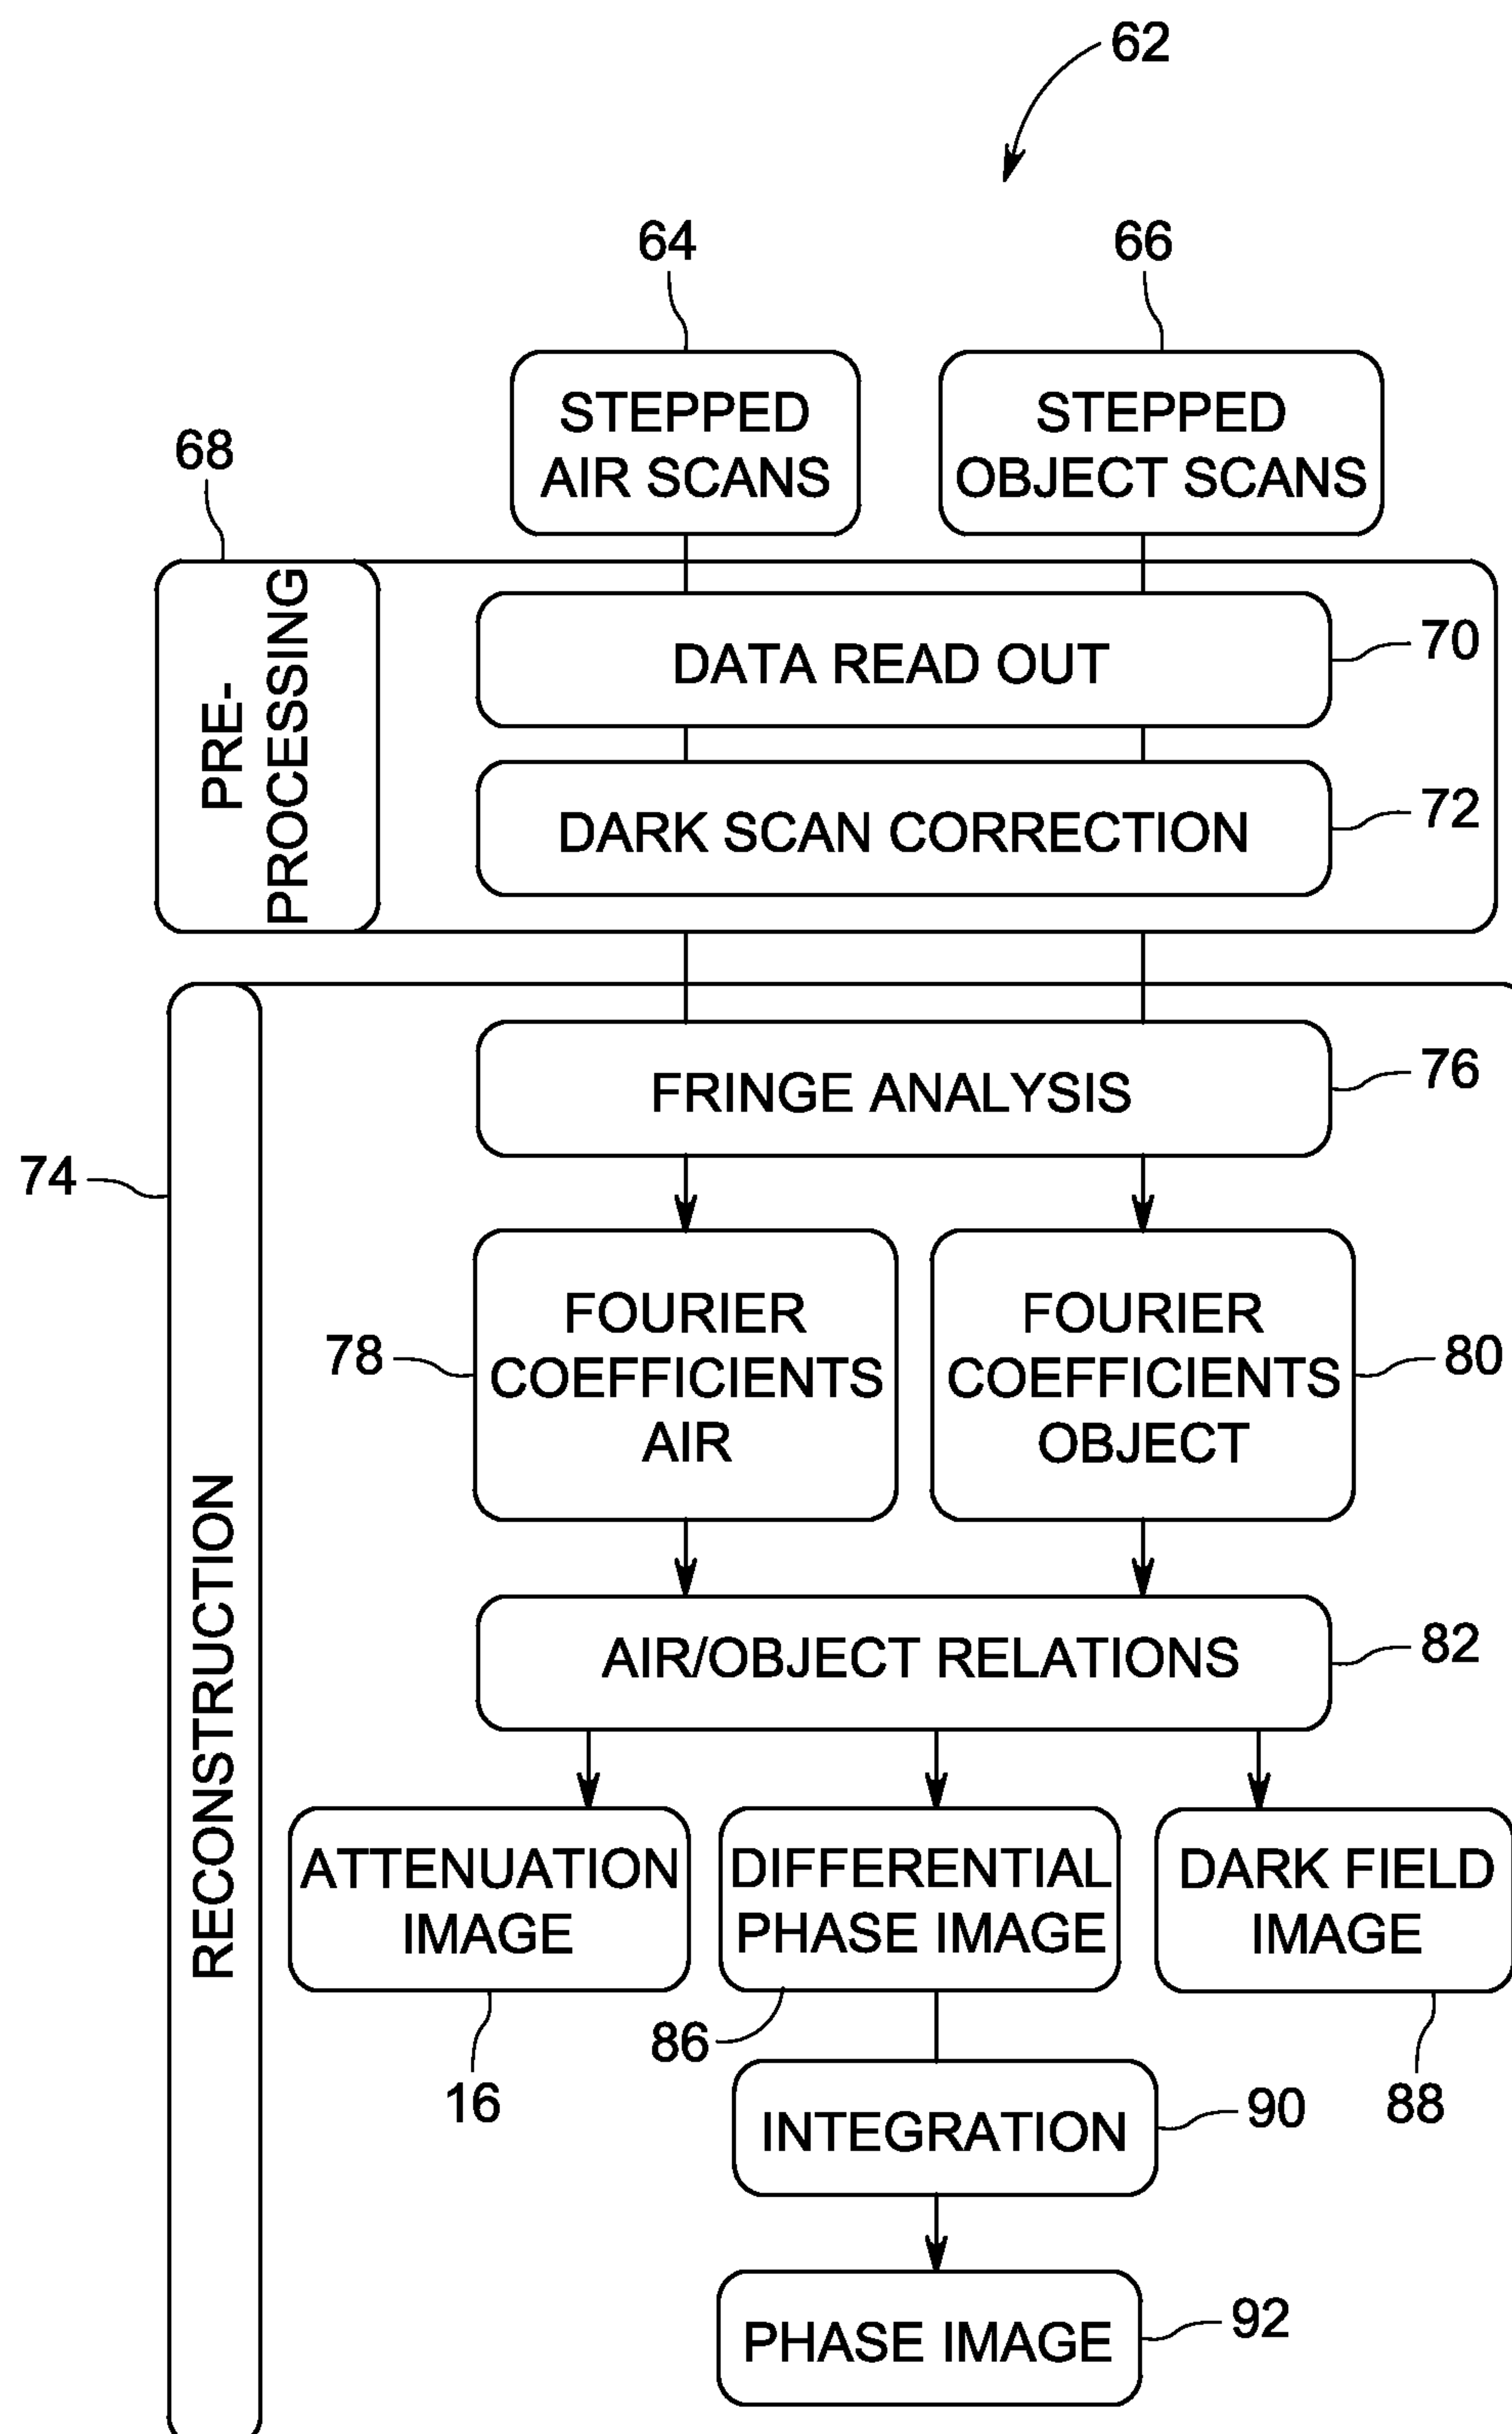 62
64
66
STEPPED
AIR SCANS
STEPPED
OBJECT SCANS
68
PRE-
PROCESSING
DATA READ OUT
70
DARK SCAN CORRECTION
72
74
RECONSTRUCTION
FRINGE ANALYSIS
76
78
FOURIER
COEFFICIENTS
AIR
FOURIER
COEFFICIENTS
OBJECT
80
AIR/OBJECT RELATIONS
82
ATTENUATION
IMAGE
DIFFERENTIAL
PHASE IMAGE
DARK FIELD
IMAGE
16
86
88
INTEGRATION
90
PHASE IMAGE
92